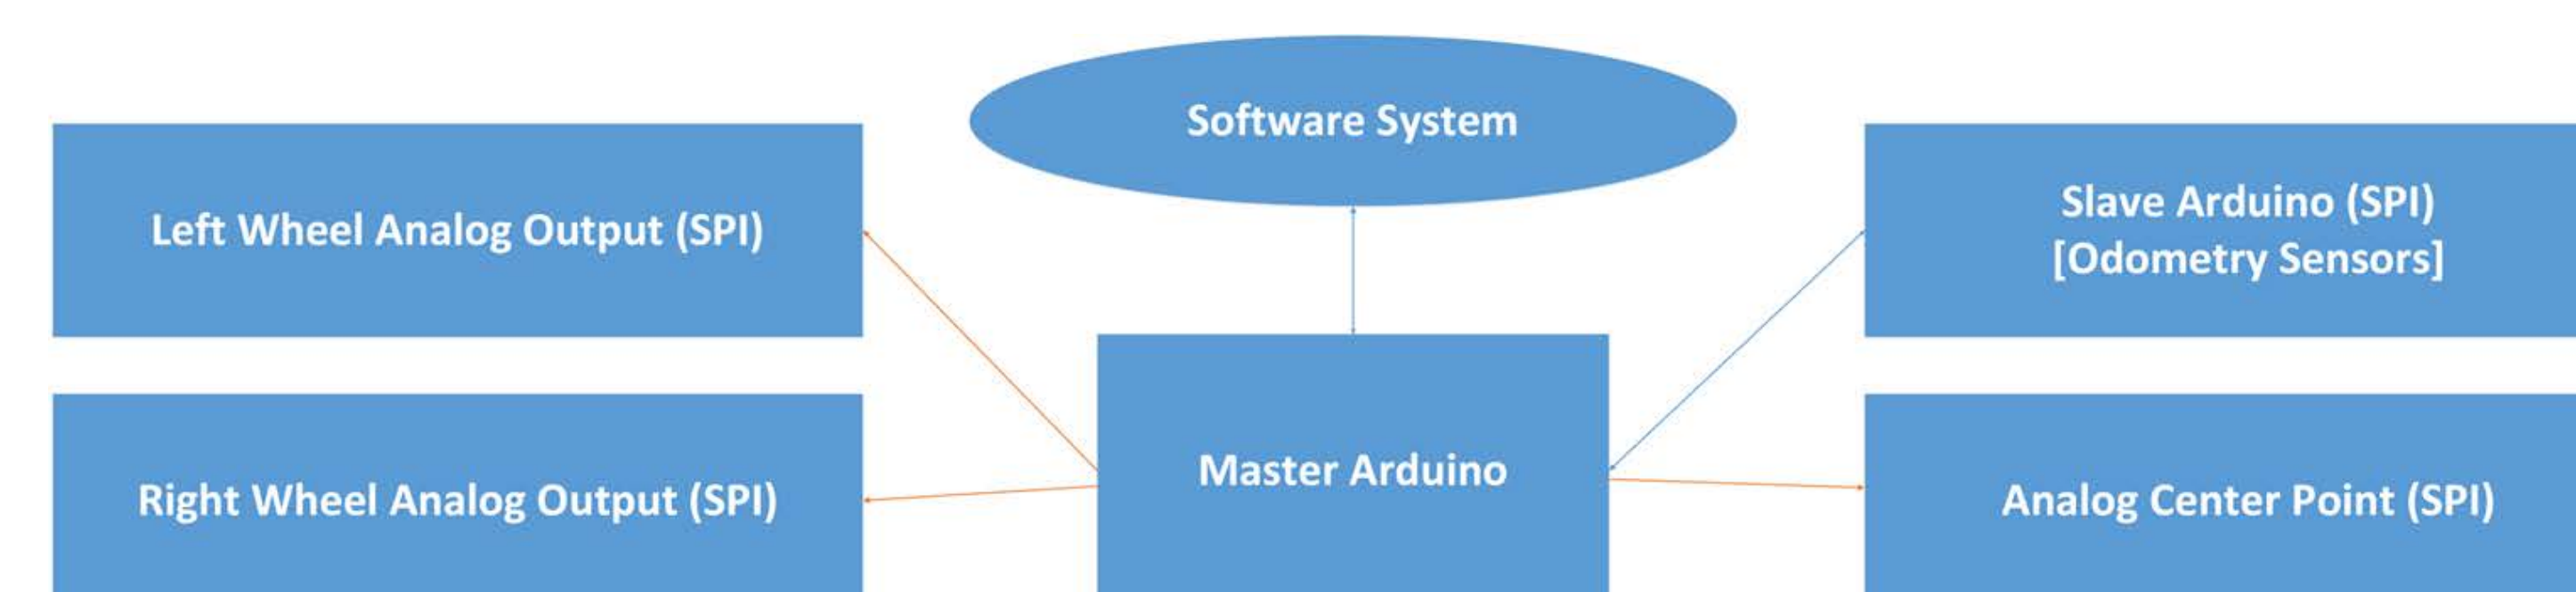 Software System
Left Wheel Analog Output (SPI)
Slave Arduino (SPI)
[Odometry Sensors]
Right Wheel Analog Output (SPI)
Master Arduino
Analog Center Point (SPI)